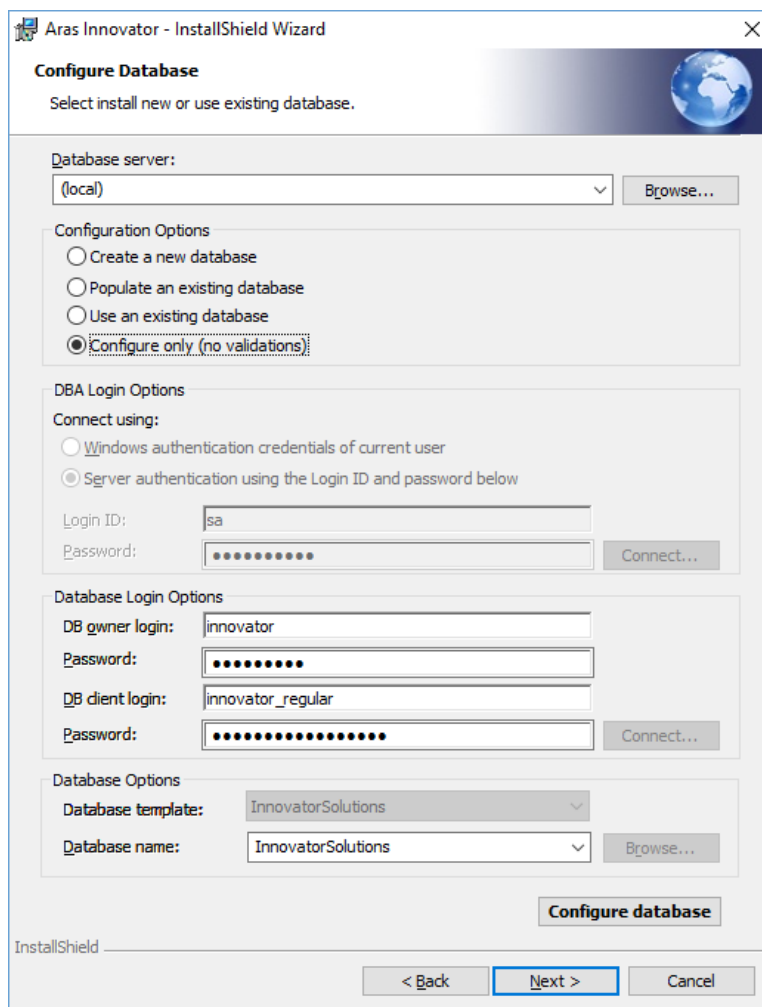 Aras Innovator - InstallShield Wizard
Configure Database
Select install new or use existing database.
Database server:
(local)
Browse...
Configuration Options
Create a new database
Populate an existing database
Use an existing database
Configure only (no validations)
DBA Login Options
Connect using:
Windows authentication credentials of current user
Server authentication using the Login ID and password below
Login ID:
sa
Password:
●●●●●●●●●●
Connect...
Database Login Options
DB owner login:
innovator
Password:
●●●●●●●●●
DB client login:
innovator_regular
Password:
●●●●●●●●●●●●●●●●●
Connect...
Database Options
Database template:
InnovatorSolutions
Database name:
InnovatorSolutions
Browse...
Configure database
InstallShield
< Back
Next >
Cancel